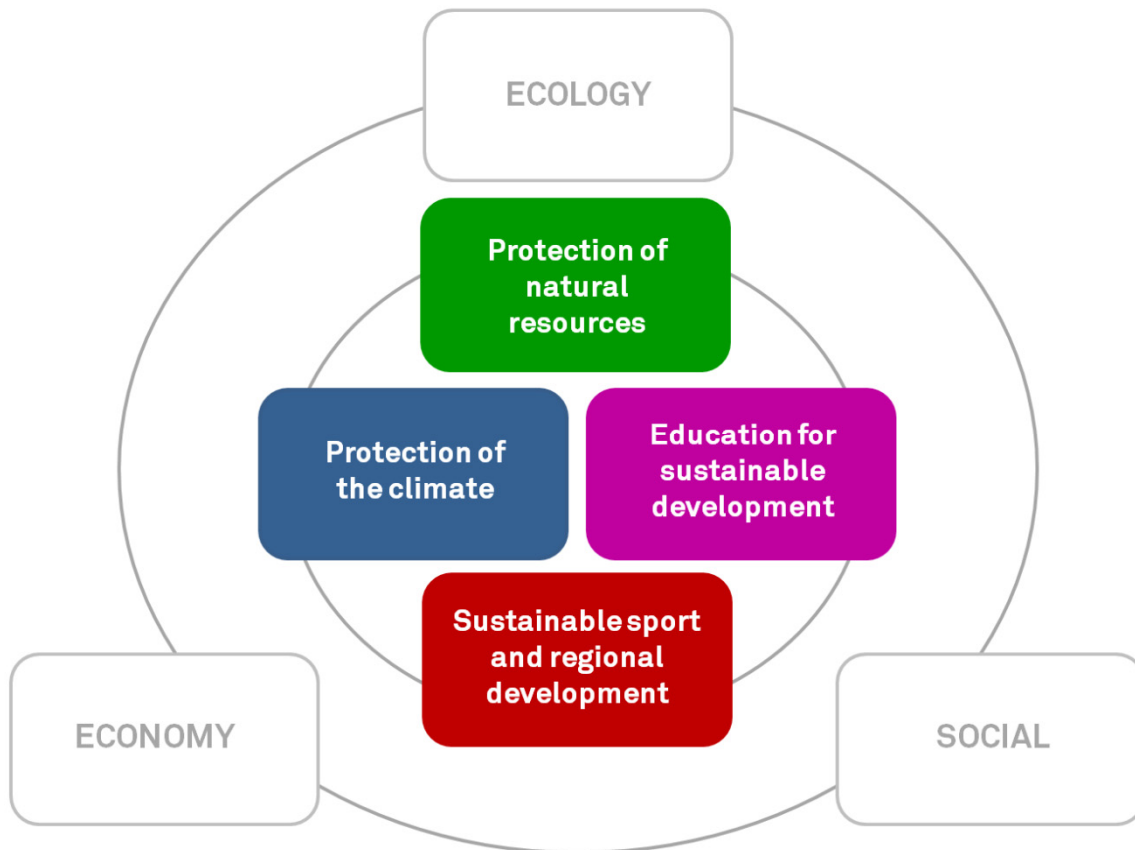 ECOLOGY
Protection of
natural
resources
Protection of
the climate
Education for
sustainable
development
Sustainable sport
and regional
development
ECONOMY
SOCIAL